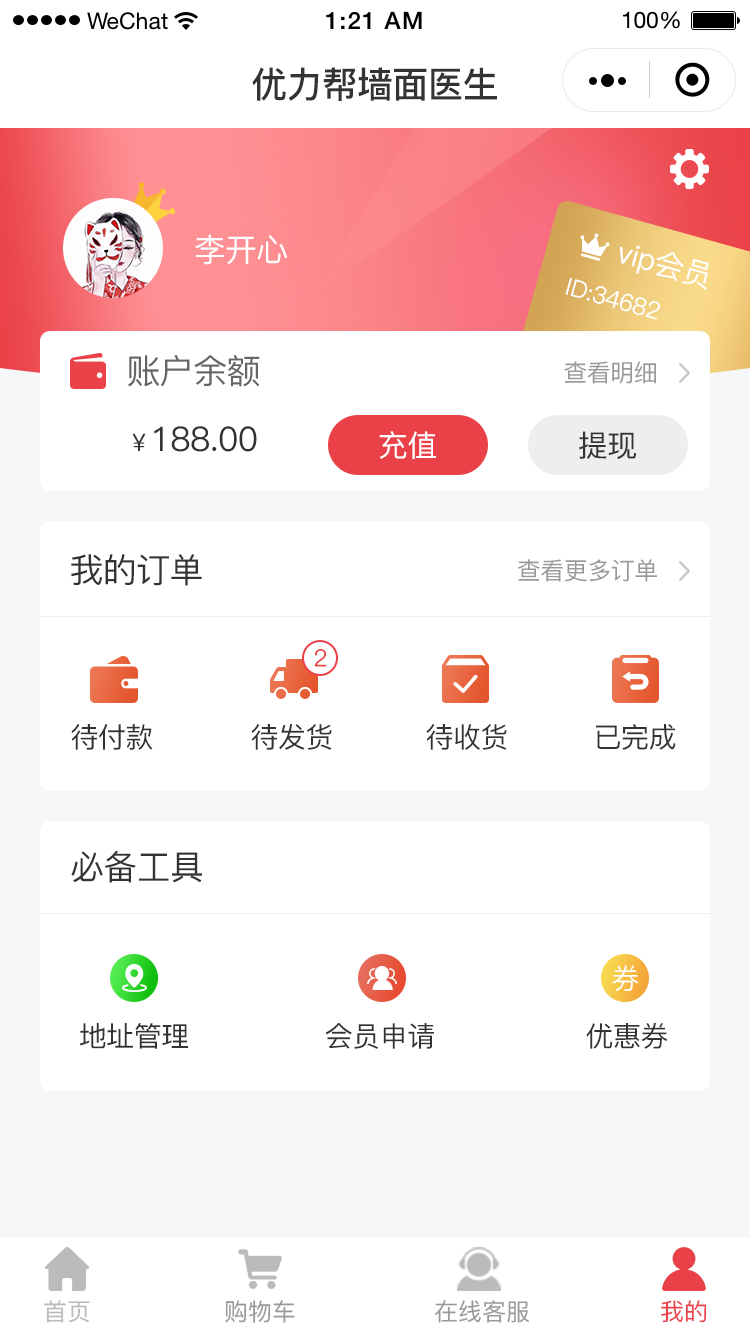 WeChat 1:21 AM 100%
优力帮墙面医生
李开心
vip会员
ID:34682
账户余额 查看明细
¥188.00 充值 提现
我的订单 查看更多订单
2
待付款 待发货 待收货 已完成
必备工具
券
地址管理 会员申请 优惠券
首页 购物车 在线客服 我的